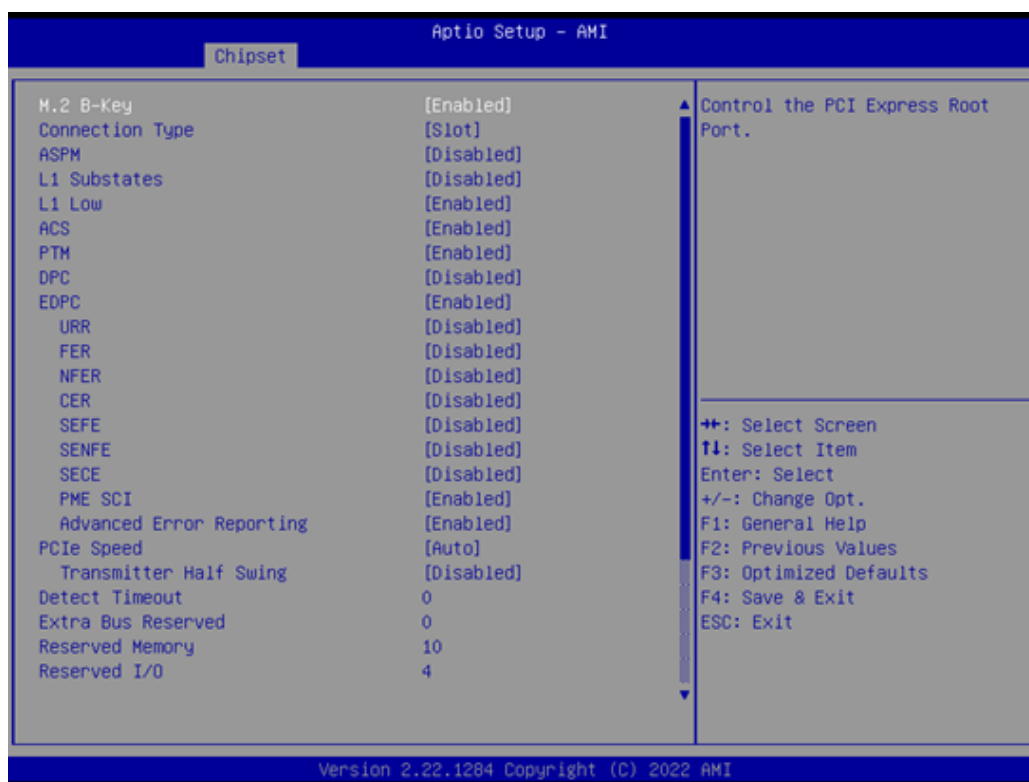 Aptio Setup - AMI
Chipset
M.2 B-Key [Enabled]
Connection Type [Slot]
ASPM [Disabled]
L1 Substates [Disabled]
L1 Low [Enabled]
ACS [Enabled]
PTM [Enabled]
DPC [Disabled]
EDPC [Enabled]
URR [Disabled]
FER [Disabled]
NFER [Disabled]
CER [Disabled]
SEFE [Disabled]
SENFE [Disabled]
SECE [Disabled]
PME SCI [Enabled]
Advanced Error Reporting [Enabled]
PCIe Speed [Auto]
Transmitter Half Swing [Disabled]
Detect Timeout 0
Extra Bus Reserved 0
Reserved Memory 10
Reserved I/O 4
Control the PCI Express Root
Port.
→←: Select Screen
↑↓: Select Item
Enter: Select
+/-: Change Opt.
F1: General Help
F2: Previous Values
F3: Optimized Defaults
F4: Save & Exit
ESC: Exit
Version 2.22.1284 Copyright (C) 2022 AMI